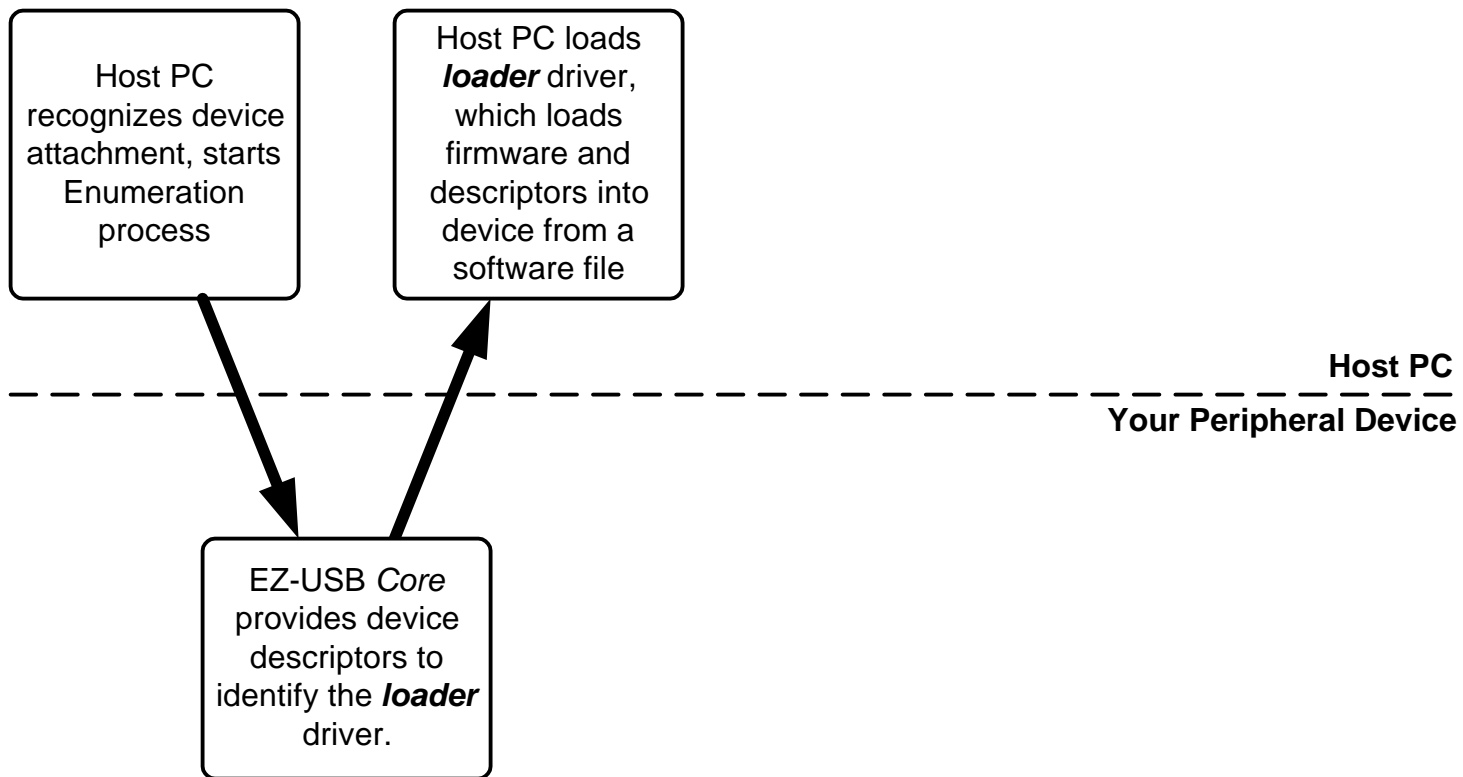 Host PC
recognizes device
attachment, starts
Enumeration
process
Host PC loads
loader driver,
which loads
firmware and
descriptors into
device from a
software file
Host PC
Your Peripheral Device
EZ-USB Core
provides device
descriptors to
identify the loader
driver.